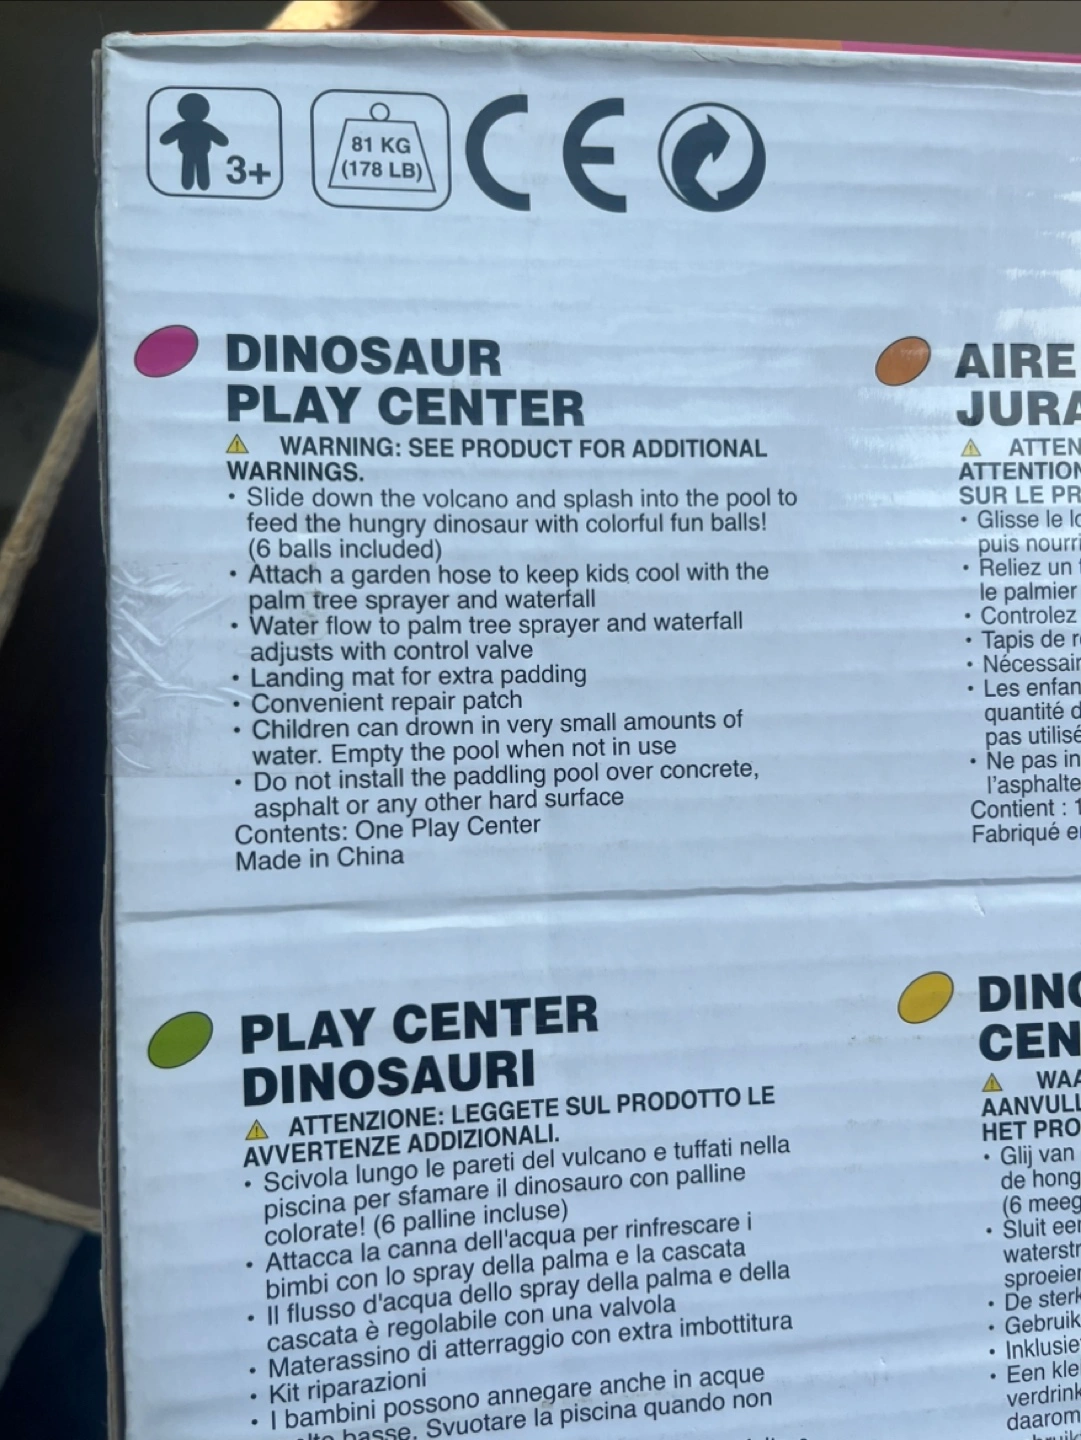 3+
81 KG
(178 LB)
CE
DINOSAUR
PLAY CENTER
WARNING: SEE PRODUCT FOR ADDITIONAL
WARNINGS.
• Slide down the volcano and splash into the pool to
feed the hungry dinosaur with colorful fun balls!
(6 balls included)
• Attach a garden hose to keep kids cool with the
palm tree sprayer and waterfall
• Water flow to palm tree sprayer and waterfall
adjusts with control valve
• Landing mat for extra padding
• Convenient repair patch
• Children can drown in very small amounts of
water. Empty the pool when not in use
• Do not install the paddling pool over concrete,
asphalt or any other hard surface
Contents: One Play Center
Made in China
AIRE
JURA
ATTEN
ATTENTION
SUR LE PR
• Glisse le
puis nourri
• Reliez un
le palmier
• Controlez
• Tapis de
• Nécessair
• Les enfan
quantité d
pas utilisé
• Ne pas in
l'asphalte
Contient :
Fabriqué
PLAY CENTER
DINOSAURI
ATTENZIONE: LEGGETE SUL PRODOTTO LE
AVVERTENZE ADDIZIONALI.
• Scivola lungo le pareti del vulcano e tuffati nella
piscina per sfamare il dinosauro con palline
colorate! (6 palline incluse)
• Attacca la canna dell'acqua per rinfrescare i
bimbi con lo spray della palma e la cascata
• Il flusso d'acqua dello spray della palma e della
cascata è regolabile con una valvola
• Materassino di atterraggio con extra imbottitura
• Kit riparazioni
• I bambini possono annegare anche in acque
basse. Svuotare la piscina quando non
DINO
CEN
WAA
AANVULL
HET PRO
• Glij van
de hong
(6 meeg
• Sluit een
waterstr
sproeier
• De sterk
• Gebruik
• Inklusie
• Een kle
verdrink
daarom